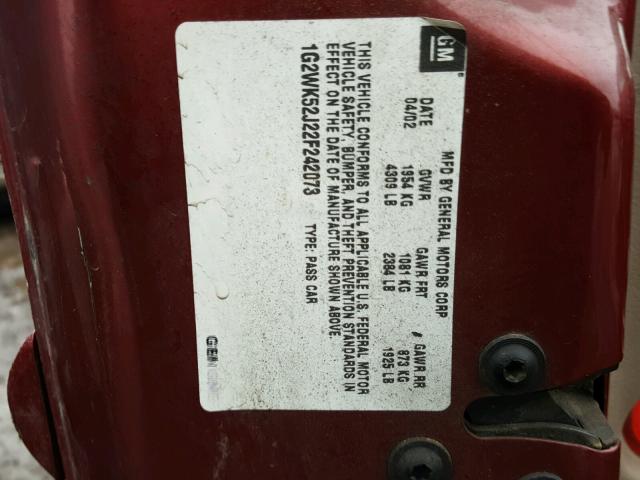 GM
MFD BY GENERAL MOTORS CORP
DATE GVWR GAWR FRT GAWR RR
04/02 1954 KG 1081 KG 873 KG
4309 LB 2384 LB 1925 LB
THIS VEHICLE CONFORMS TO ALL APPLICABLE U.S. FEDERAL MOTOR
VEHICLE SAFETY, BUMPER, AND THEFT PREVENTION STANDARDS IN
EFFECT ON THE DATE OF MANUFACTURE SHOWN ABOVE.
1G2WK52J22F242073 TYPE: PASS CAR